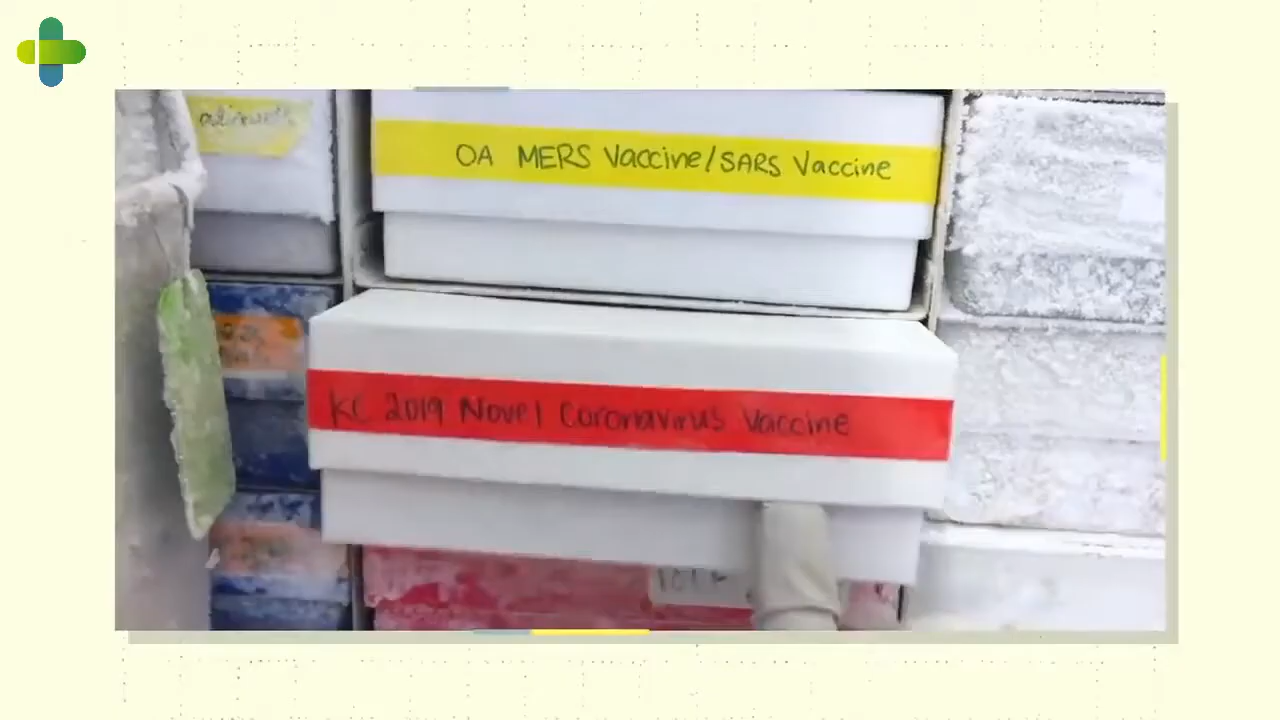 OA MERS Vaccine/SARS Vaccine
KC 2019 Novel Coronavirus Vaccine